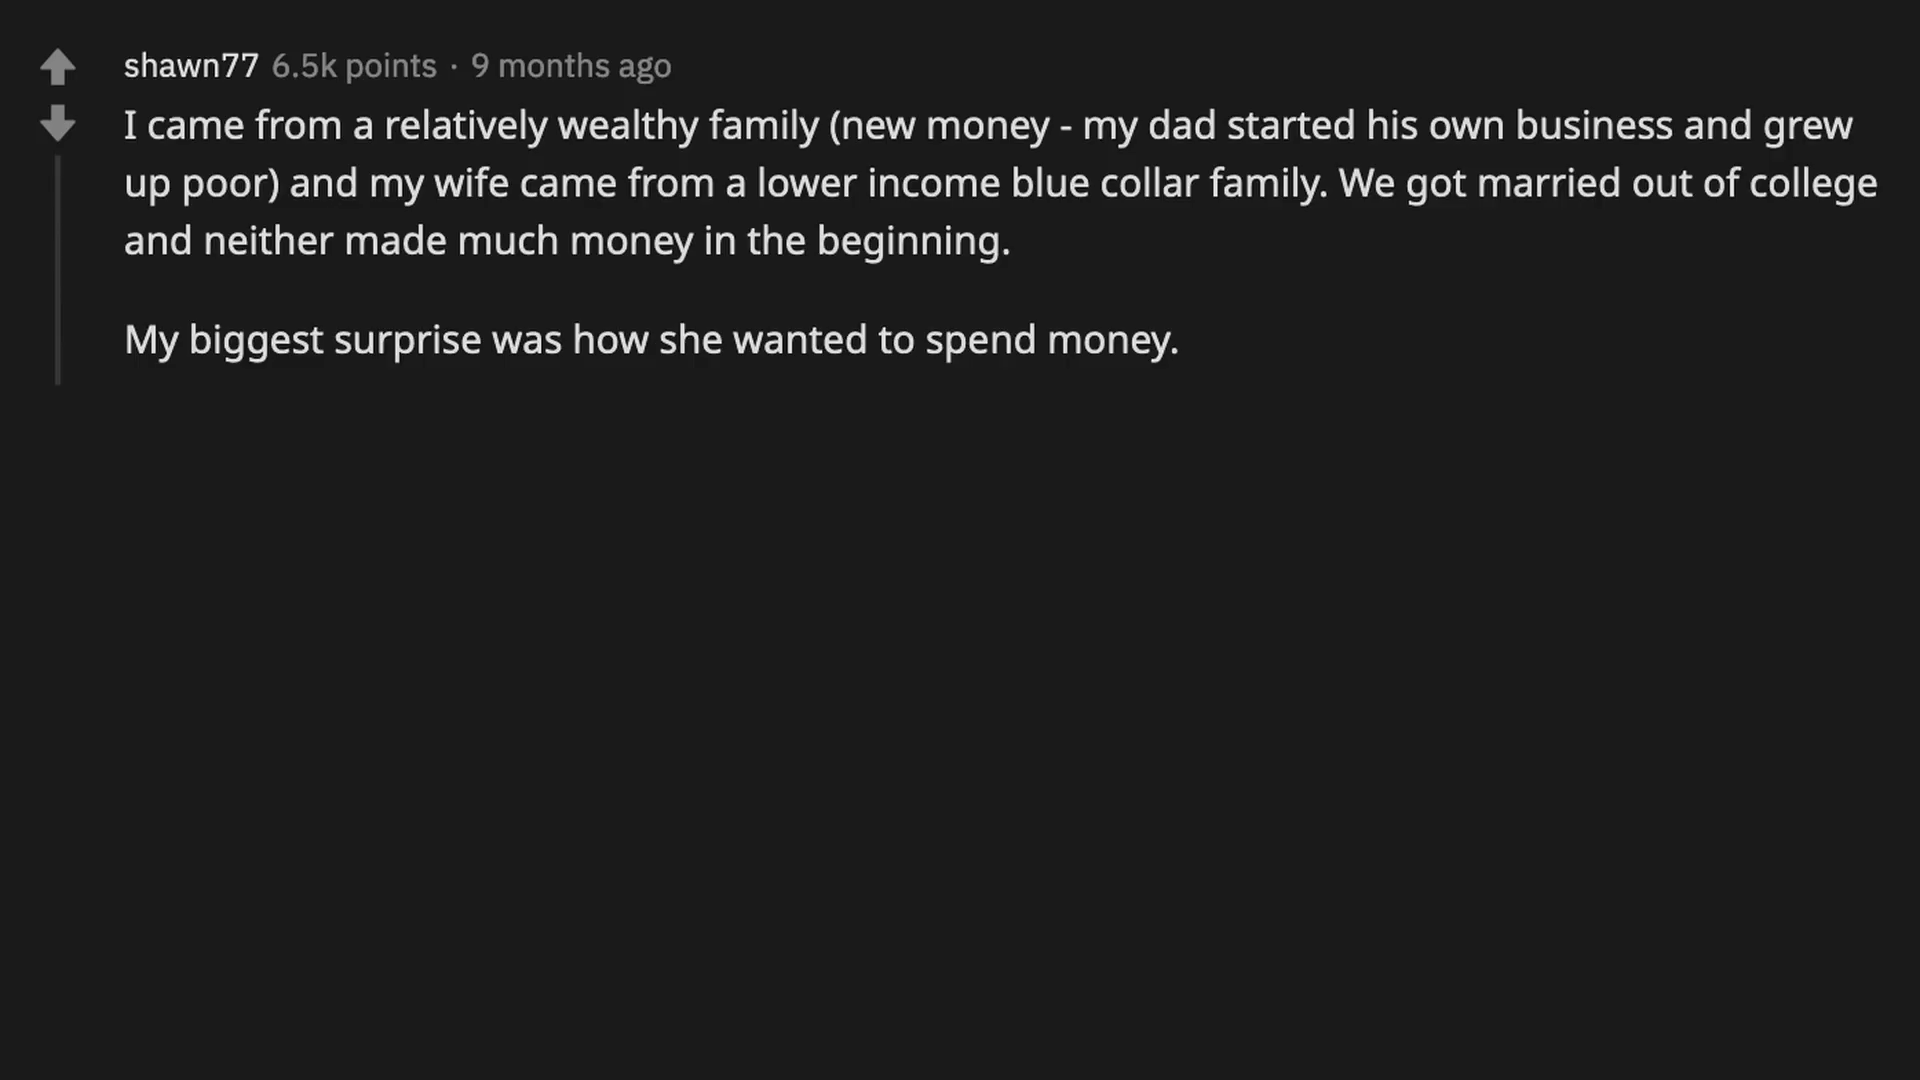 shawn77 6.5k points · 9 months ago
I came from a relatively wealthy family (new money - my dad started his own business and grew
up poor) and my wife came from a lower income blue collar family. We got married out of college
and neither made much money in the beginning.
My biggest surprise was how she wanted to spend money.